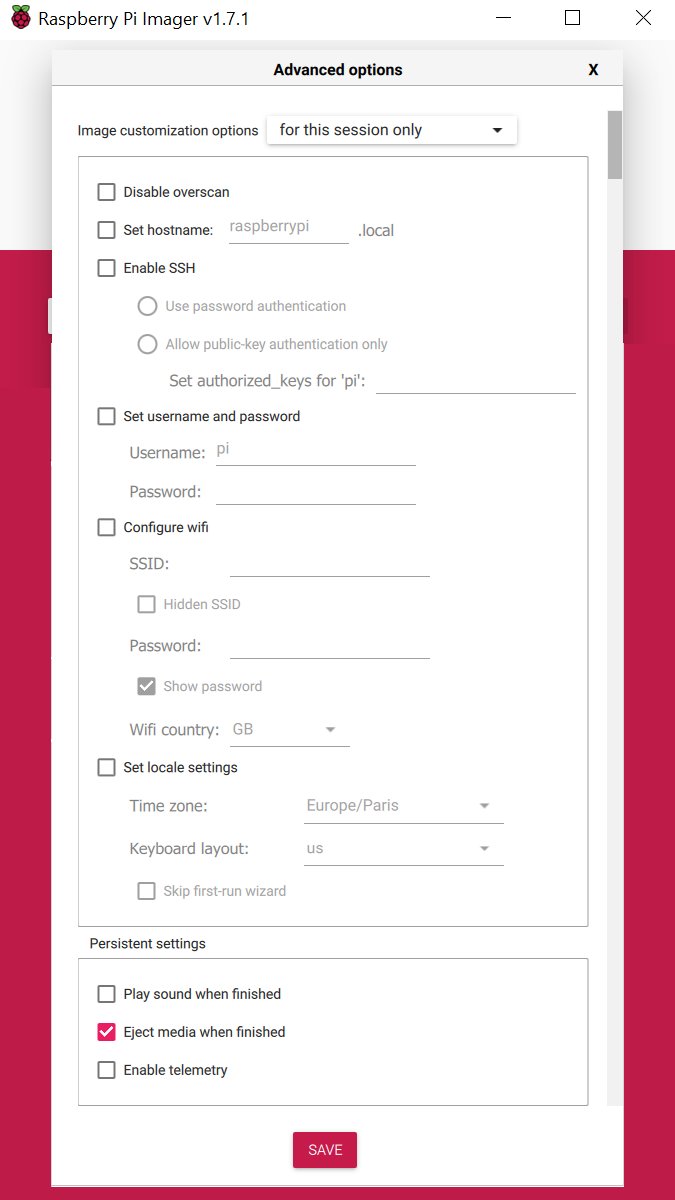 Raspberry Pi Imager v1.7.1
Advanced options X
Image customization options for this session only
Disable overscan
Set hostname: raspberrypi .local
Enable SSH
Use password authentication
Allow public-key authentication only
Set authorized_keys for 'pi':
Set username and password
Username: pi
Password:
Configure wifi
SSID:
Hidden SSID
Password:
Show password
Wifi country: GB
Set locale settings
Time zone: Europe/Paris
Keyboard layout: us
Skip first-run wizard
Persistent settings
Play sound when finished
Eject media when finished
Enable telemetry
SAVE